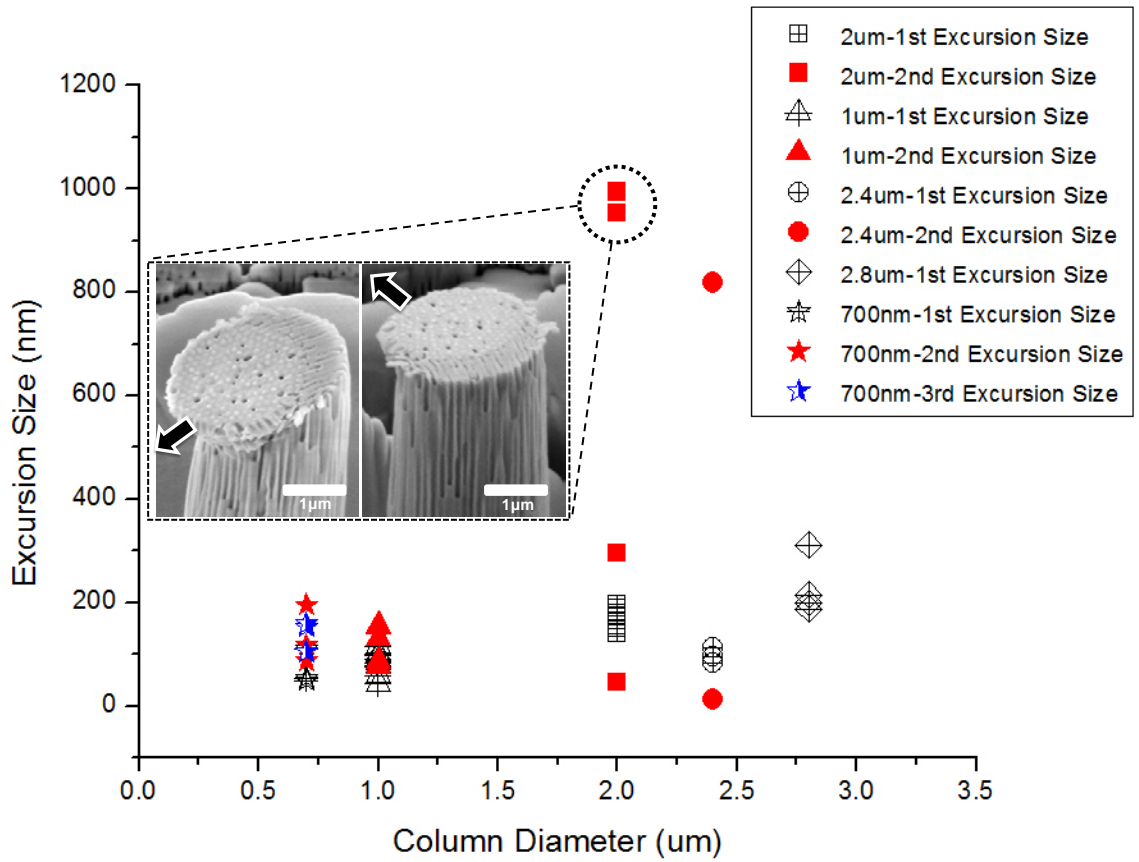 2um-1st Excursion Size
2um-2nd Excursion Size
1um-1st Excursion Size
1um-2nd Excursion Size
2.4um-1st Excursion Size
2.4um-2nd Excursion Size
2.8um-1st Excursion Size
700nm-1st Excursion Size
700nm-2nd Excursion Size
700nm-3rd Excursion Size
Excursion Size (nm)
1200
1000
800
600
400
200
0
1μm
1μm
0.0 0.5 1.0 1.5 2.0 2.5 3.0 3.5
Column Diameter (um)